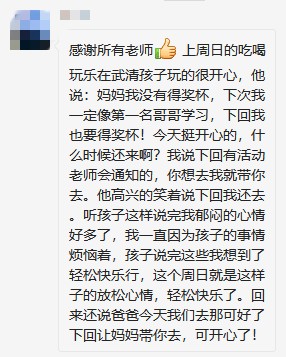 感谢所有老师👍 上周日的吃喝
玩乐在武清孩子玩的很开心，他
说：妈妈我没有得奖杯，下次我
一定像第一名哥哥学习，下回我
也要得奖杯！今天挺开心的，什
么时候还来啊？我说下回有活动
老师会通知的，你想去我就带你
去。他高兴的笑着说下回我还去
。听孩子这样说完我郁闷的心情
好多了，我一直因为孩子的事情
烦恼着，孩子说完这些我想到了
轻松快乐行，这个周日就是这样
子的放松心情，轻松快乐了。回
来还说爸爸今天我们去那可好了
下回让妈妈带你去，可开心了！